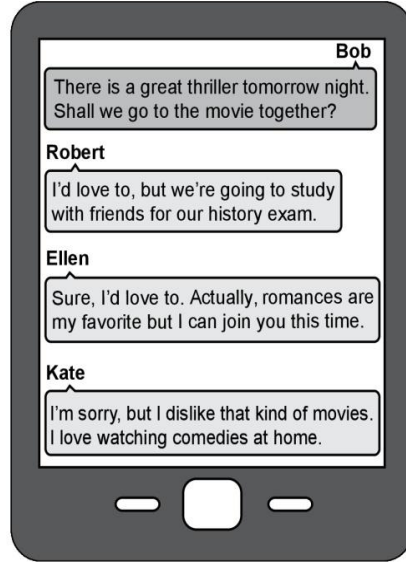 Bob
There is a great thriller tomorrow night.
Shall we go to the movie together?
Robert
I'd love to, but we're going to study
with friends for our history exam.
Ellen
Sure, I'd love to. Actually, romances are
my favorite but I can join you this time.
Kate
I'm sorry, but I dislike that kind of movies.
I love watching comedies at home.